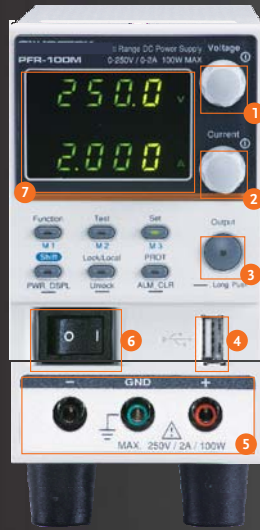 Range DC Power Supply
Voltage
PFR-100M
0-250V / 0-2A 100W MAX
250.0 V
1
Current
2.000 A
7
2
Function
Test
Set
Output
M 1
M 2
M 3
Shift
Lock/Local
PROT
3
PWR_DSPL
Unlock
ALM_CLR
Long Push
O I
6
4
- GND +
MAX. 250V / 2A / 100W
5